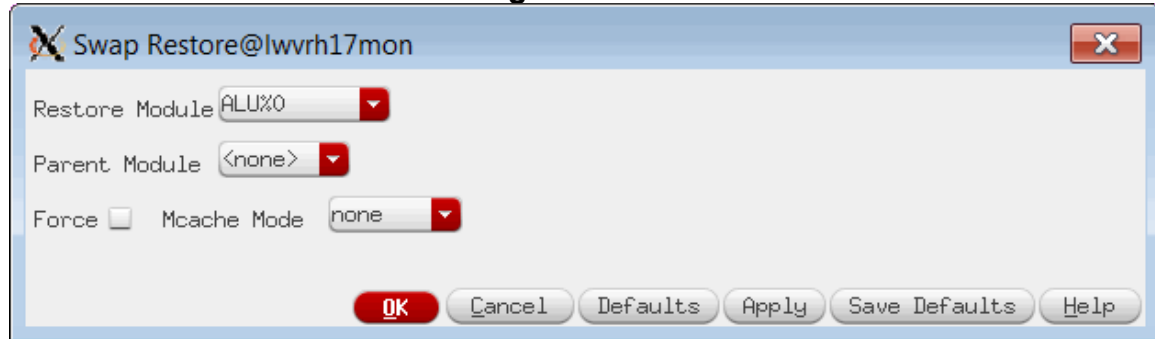 Swap Restore@lwvrh17mon
Restore Module ALU%0
Parent Module <none>
Force Mcache Mode none
OK Cancel Defaults Apply Save Defaults Help